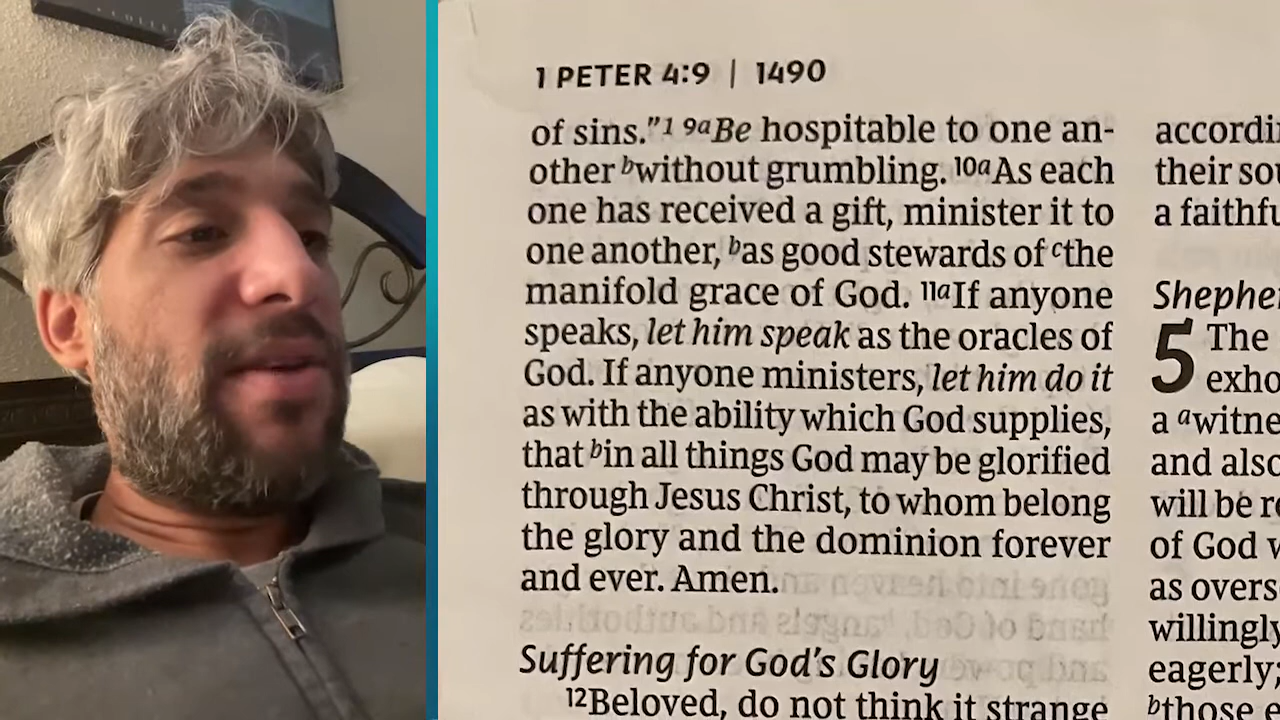 1 PETER 4:9 | 1490
of sins."1 9aBe hospitable to one an-
other bwithout grumbling. 10aAs each
one has received a gift, minister it to
one another, bas good stewards of cthe
manifold grace of God. 11aIf anyone
speaks, let him speak as the oracles of
God. If anyone ministers, let him do it
as with the ability which God supplies,
that bin all things God may be glorified
through Jesus Christ, to whom belong
the glory and the dominion forever
and ever. Amen.
Suffering for God's Glory
12Beloved, do not think it strange
their
a
5 The
a awitne
and also
will be
of God
as
willingly
eagerly;
bthose